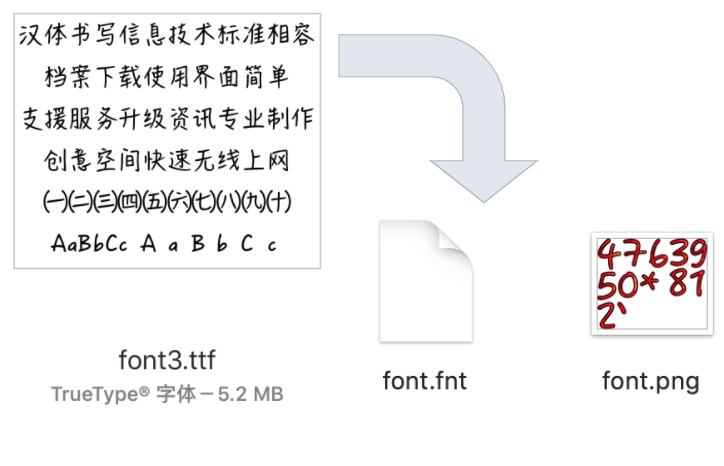 汉体书写信息技术标准相容
档案下载使用界面简单
支援服务升级资讯专业制作
创意空间快速无线上网
㈠㈡㈢㈣㈤㈥㈦㈧㈨㈩
AaBbCc A a B b C c
font3.ttf
TrueType® 字体 – 5.2 MB
font.fnt
47639
50* 81
2
font.png